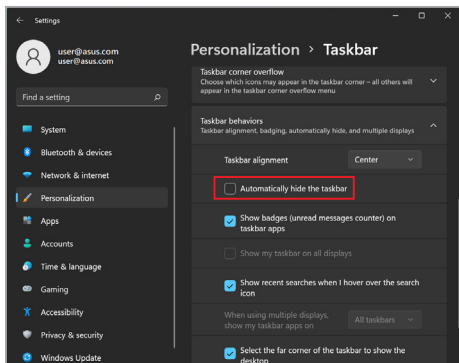 Settings
user@asus.com
user@asus.com
Find a setting
System
Bluetooth & devices
Network & internet
Personalization
Apps
Accounts
Time & language
Gaming
Accessibility
Privacy & security
Windows Update
Personalization > Taskbar
Taskbar corner overflow
Choose which icons may appear in the taskbar corner – all others will
appear in the taskbar corner overflow menu
Taskbar behaviors
Taskbar alignment, badging, automatically hide, and multiple displays
Taskbar alignment
Center
Automatically hide the taskbar
Show badges (unread messages counter) on
taskbar apps
Show my taskbar on all displays
Show recent searches when I hover over the search
icon
When using multiple displays,
show my taskbar apps on
All taskbars
Select the far corner of the taskbar to show the
desktop